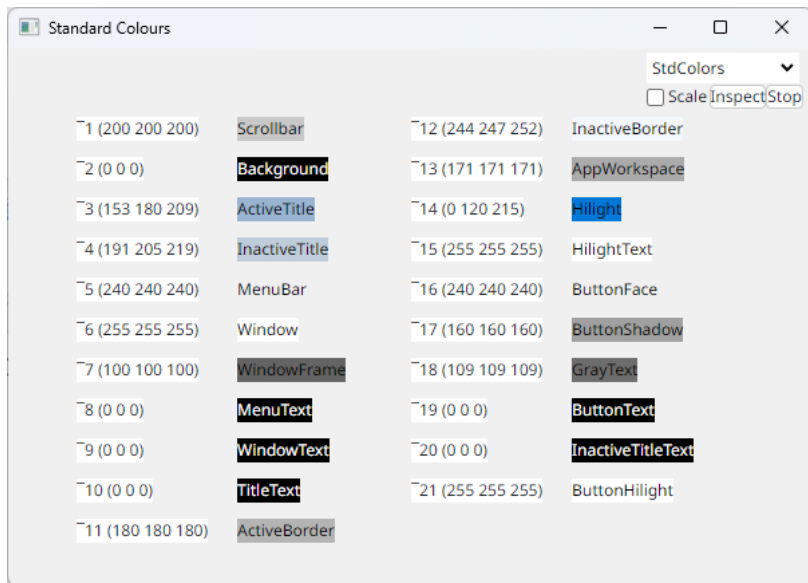 Standard Colours
StdColors
Scale Inspect Stop
¯1 (200 200 200) Scrollbar
¯2 (0 0 0) Background
¯3 (153 180 209) ActiveTitle
¯4 (191 205 219) InactiveTitle
¯5 (240 240 240) MenuBar
¯6 (255 255 255) Window
¯7 (100 100 100) WindowFrame
¯8 (0 0 0) MenuText
¯9 (0 0 0) WindowText
¯10 (0 0 0) TitleText
¯11 (180 180 180) ActiveBorder
¯12 (244 247 252) InactiveBorder
¯13 (171 171 171) AppWorkspace
¯14 (0 120 215) Hilight
¯15 (255 255 255) HilightText
¯16 (240 240 240) ButtonFace
¯17 (160 160 160) ButtonShadow
¯18 (109 109 109) GrayText
¯19 (0 0 0) ButtonText
¯20 (0 0 0) InactiveTitleText
¯21 (255 255 255) ButtonHilight